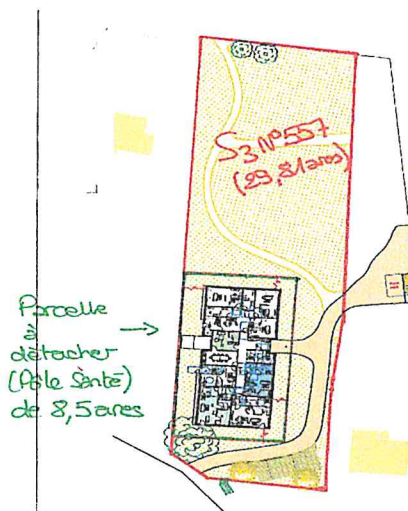 S3 N°557
(29,81ares)
Parcelle
à
détacher
(Pôle Santé)
de 8,5ares